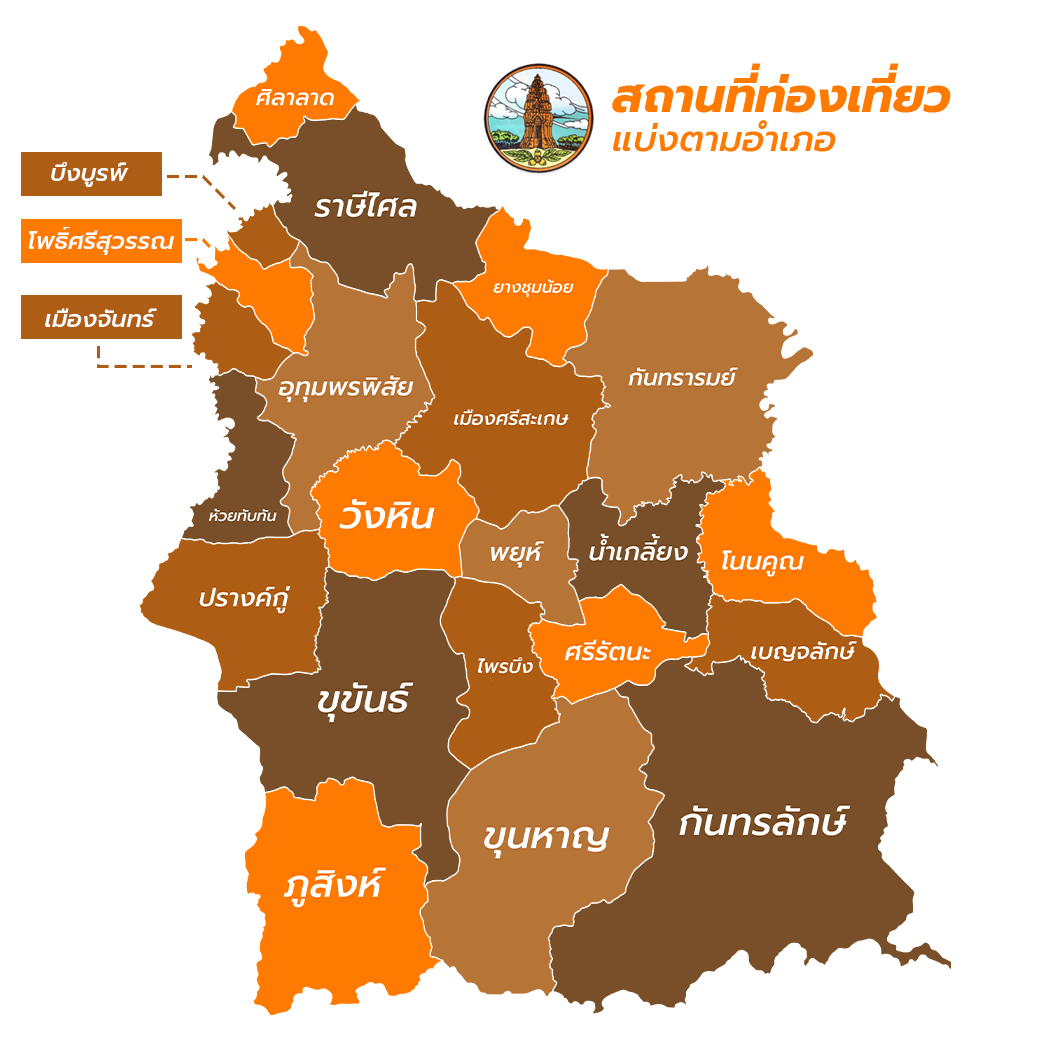 สถานที่ท่องเที่ยว
แบ่งตามอำเภอ
ศิลาลาด
บึงบูรพ์
ราษีไศล
โพธิ์ศรีสุวรรณ
ยางชุมน้อย
เมืองจันทร์
กันทรารมย์
อุทุมพรพิสัย
เมืองศรีสะเกษ
ห้วยทับทัน
วังหิน
พยุห์
น้ำเกลี้ยง
โนนคูณ
ปรางค์กู่
ศรีรัตนะ
เบญจลักษ์
ไพรบึง
ขุขันธ์
กันทรลักษ์
ขุนหาญ
ภูสิงห์